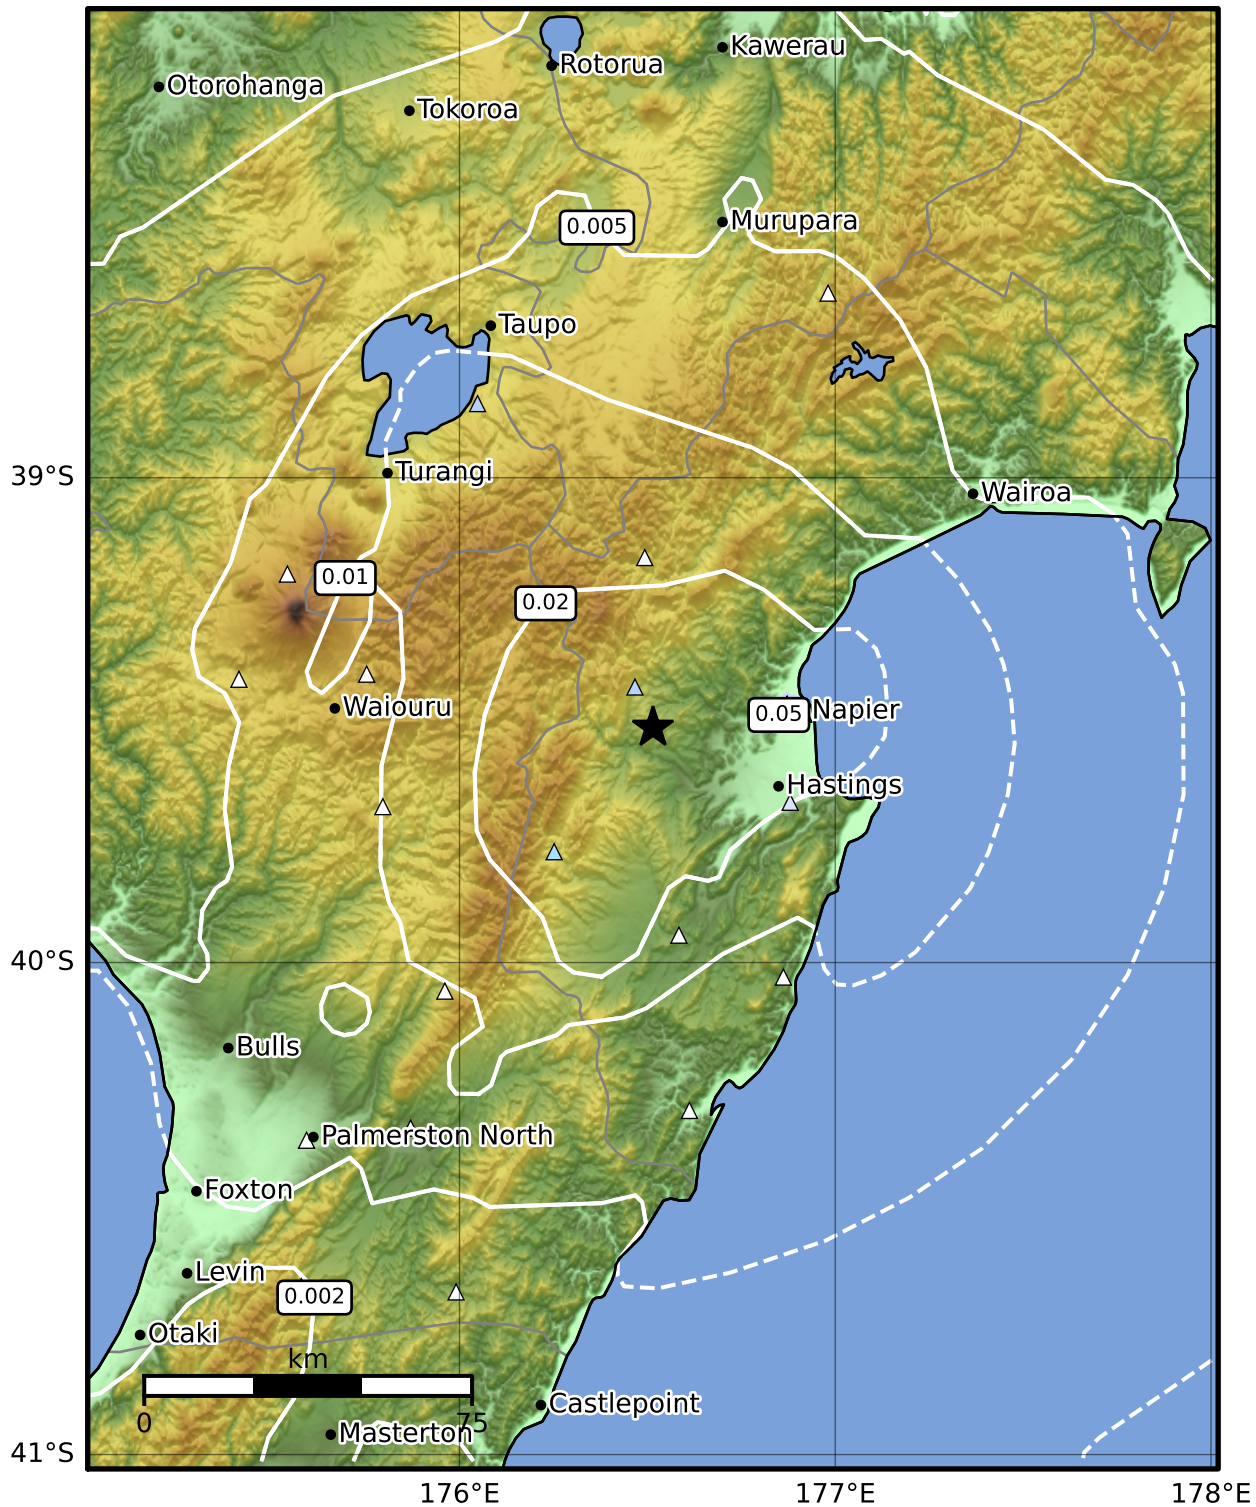 Kawerau
Rotorua
Otorohanga
Tokoroa
0.005
Murupara
Taupo
39°S
Turangi
Wairoa
0.01
0.02
Waiouru
0.05
Napier
Hastings
40°S
Bulls
Palmerston North
Foxton
Levin
0.002
Otaki
km
0
75
Castlepoint
Masterton
41°S
176°E
177°E
178°E